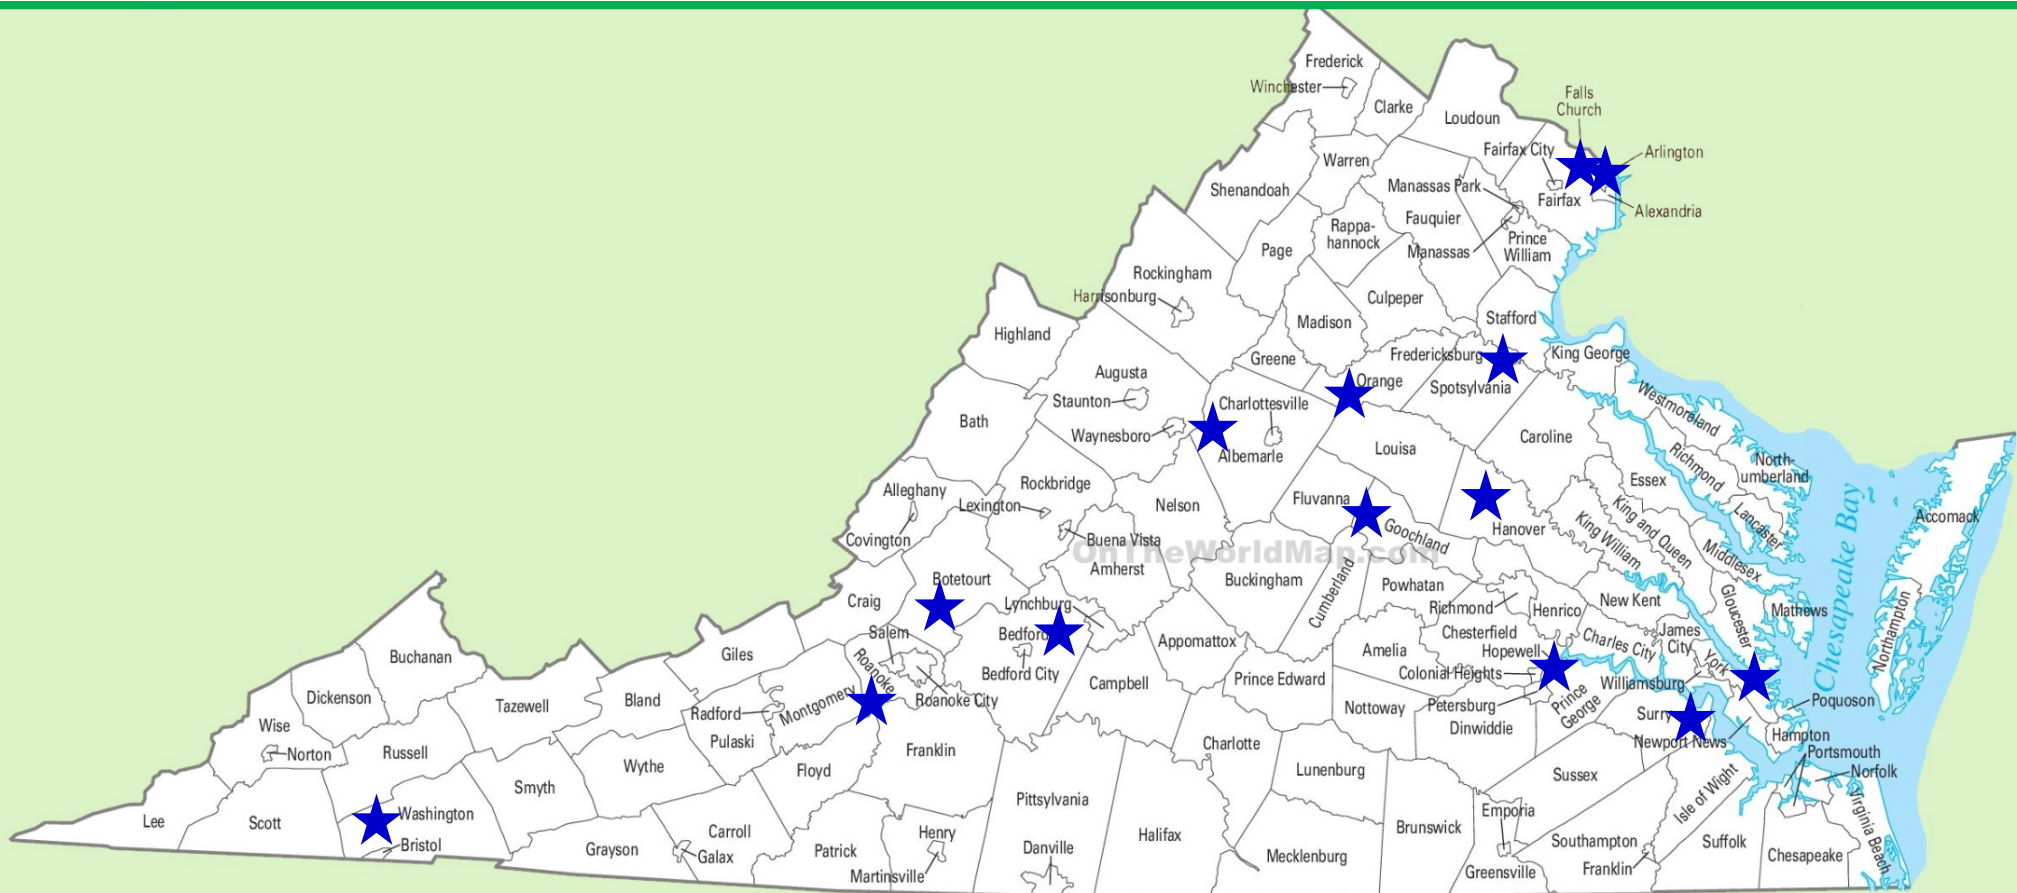 Frederick
Winchester
Clarke
Loudoun
Falls
Church
Fairfax City
Arlington
Warren
Shenandoah
Manassas Park
Fairfax
Alexandria
Fauquier
Rappa-
hannock
Page
Manassas
Prince
William
Rockingham
Harrisonburg
Culpeper
Madison
Stafford
Highland
Greene
Fredericksburg
King George
Augusta
Orange
Spotsylvania
Staunton
Charlottesville
Westmoreland
Bath
Waynesboro
Albemarle
Louisa
Caroline
Richmond
North-
umberland
Essex
Alleghany
Rockbridge
Lexington
Nelson
Fluvanna
Goochland
Hanover
King William
King and Queen
Lancaster
Accomack
Chesapeake Bay
Covington
Buena Vista
OnTheWorldMap.com
Amherst
Middlesex
Botetourt
Buckingham
Cumberland
Powhatan
Craig
Lynchburg
Richmond
Henrico
New Kent
Gloucester
Mathews
Northampton
Salem
Bedford
Appomattox
Chesterfield
Charles City
James
City
Buchanan
Giles
Roanoke
Amelia
Hopewell
York
Bedford City
Campbell
Prince Edward
Colonial Heights
Williamsburg
Dickenson
Tazewell
Bland
Radford
Montgomery
Roanoke City
Nottoway
Petersburg
Prince
George
Poquoson
Dinwiddie
Surry
Wise
Norton
Russell
Pulaski
Franklin
Charlotte
Newport News
Hampton
Portsmouth
Wythe
Floyd
Lunenburg
Sussex
Norfolk
Smyth
Pittsylvania
Isle of Wight
Virginia Beach
Lee
Scott
Washington
Bristol
Carroll
Henry
Halifax
Brunswick
Emporia
Southampton
Suffolk
Grayson
Galax
Patrick
Danville
Mecklenburg
Chesapeake
Martinsville
Greensville
Franklin